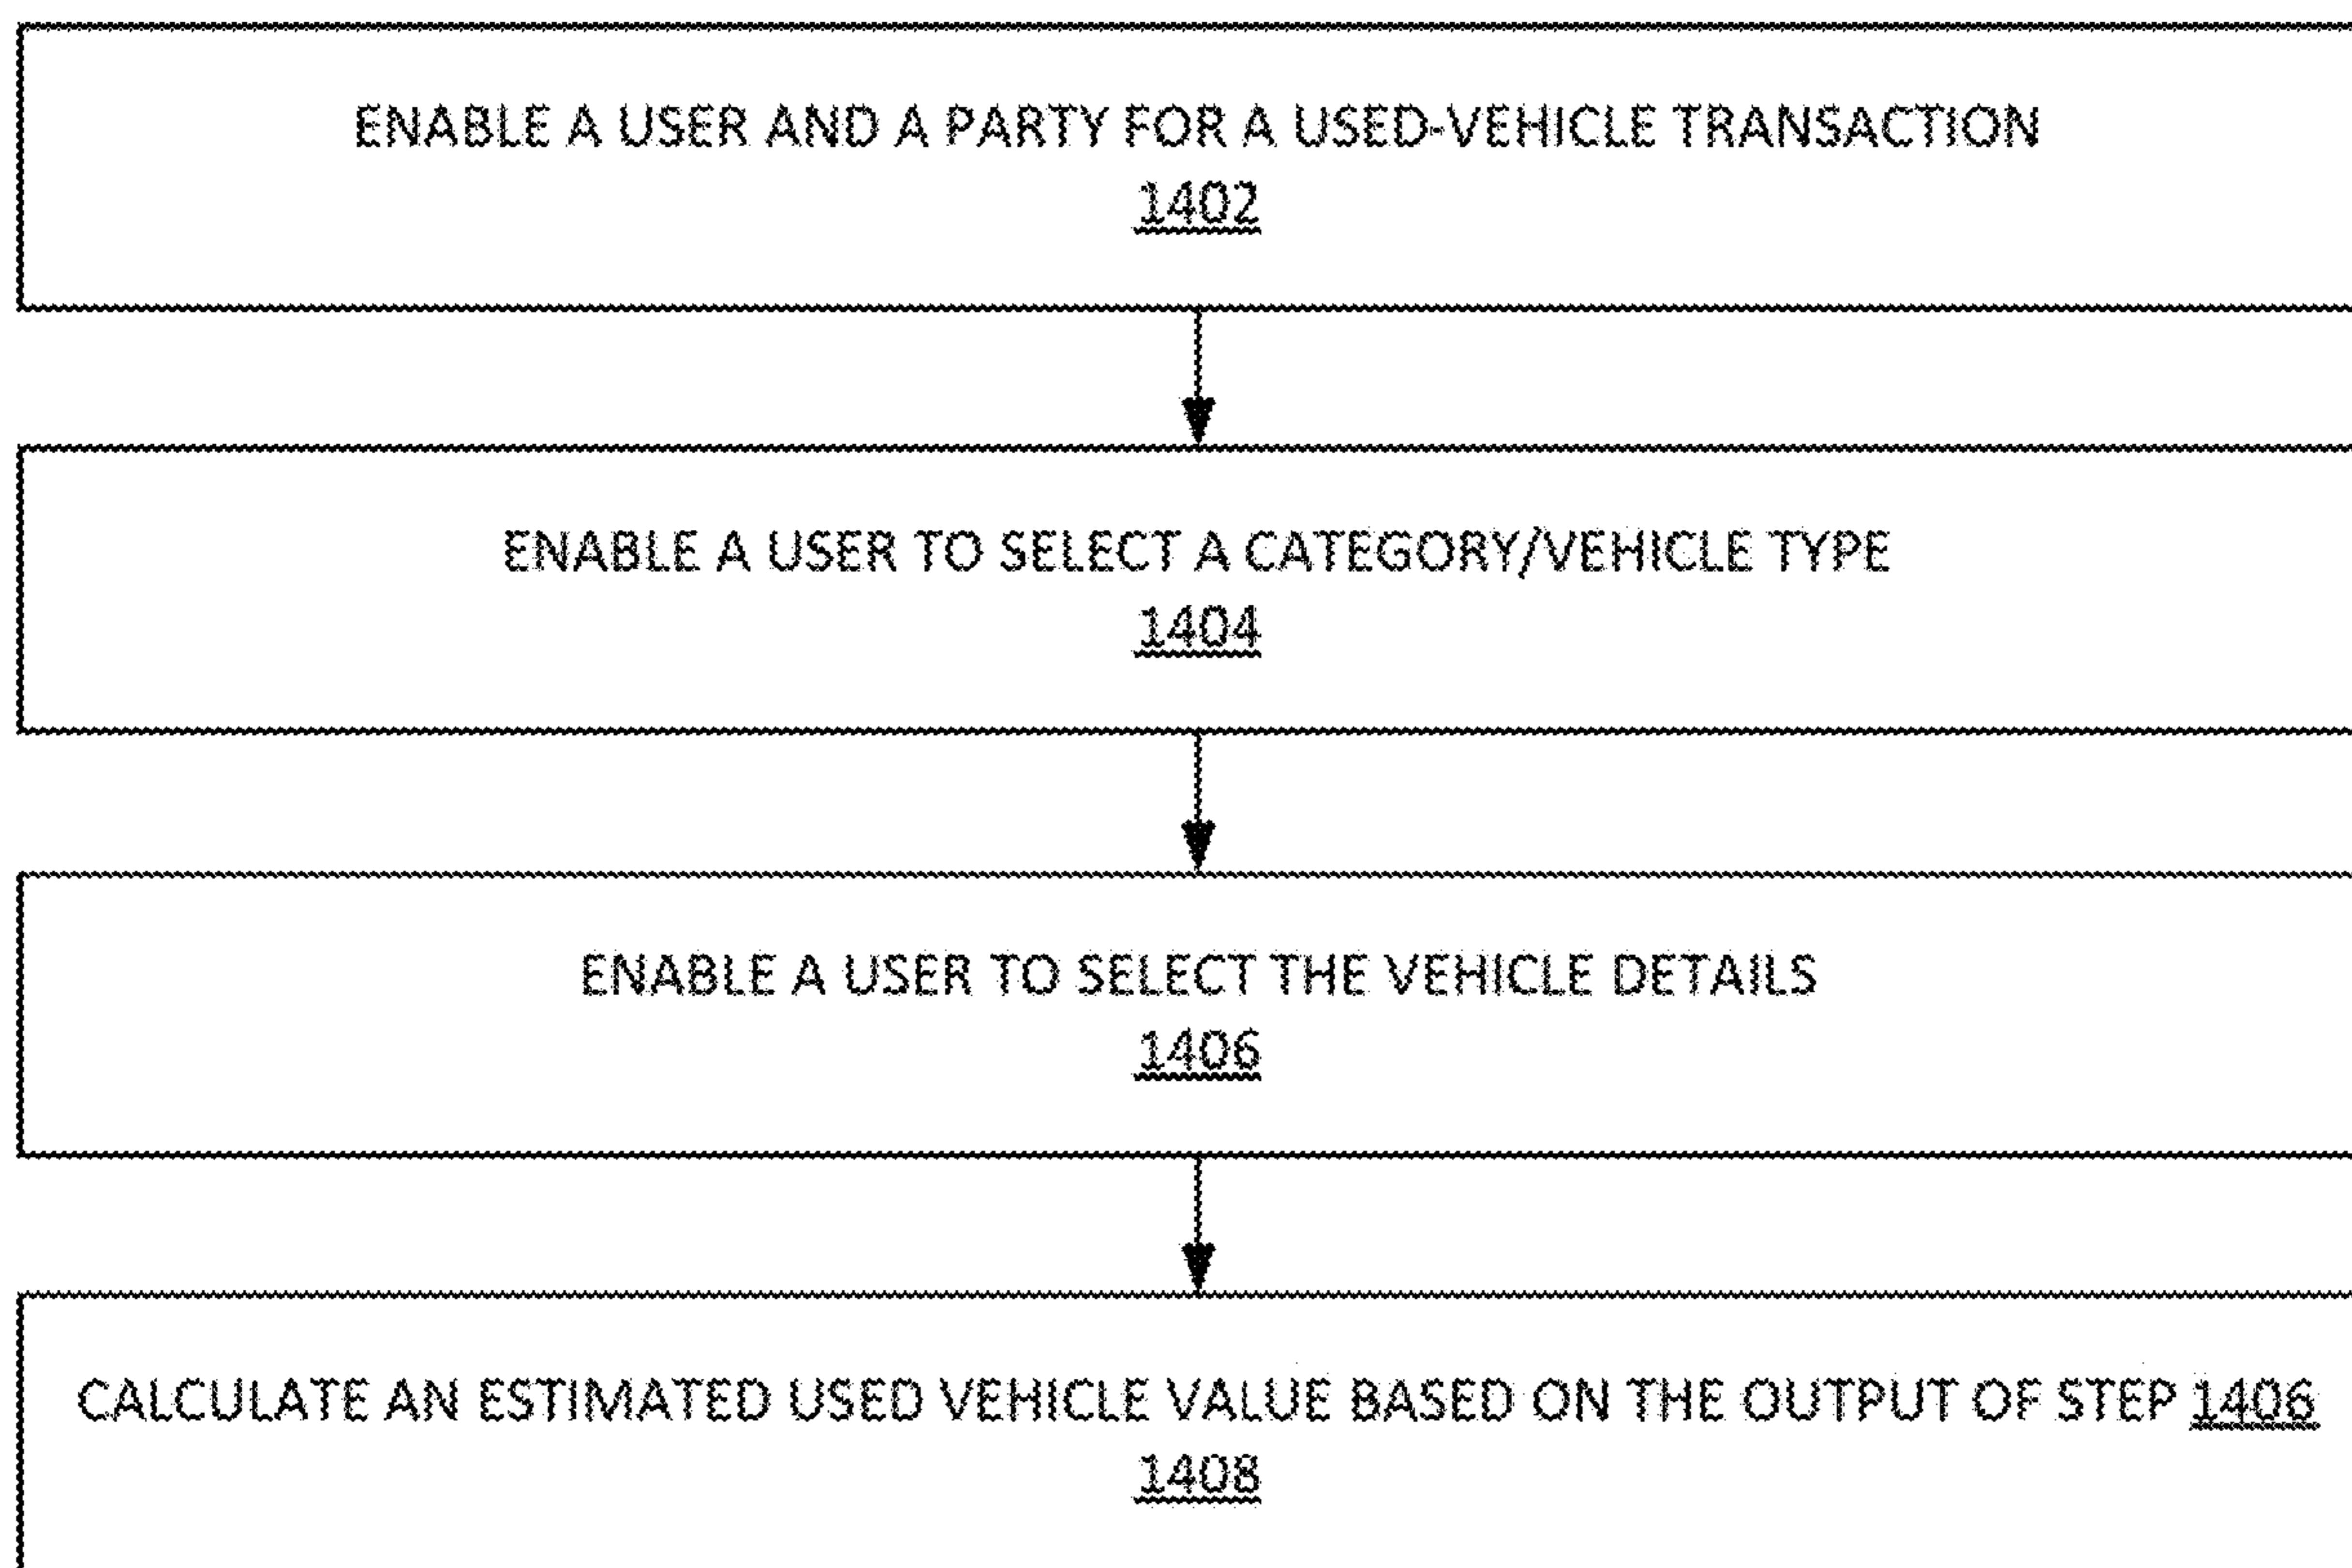 ENABLE A USER AND A PARTY FOR A USED-VEHICLE TRANSACTION
1402
ENABLE A USER TO SELECT A CATEGORY/VEHICLE TYPE
1404
ENABLE A USER TO SELECT THE VEHICLE DETAILS
1406
CALCULATE AN ESTIMATED USED VEHICLE VALUE BASED ON THE OUTPUT OF STEP 1406
1408